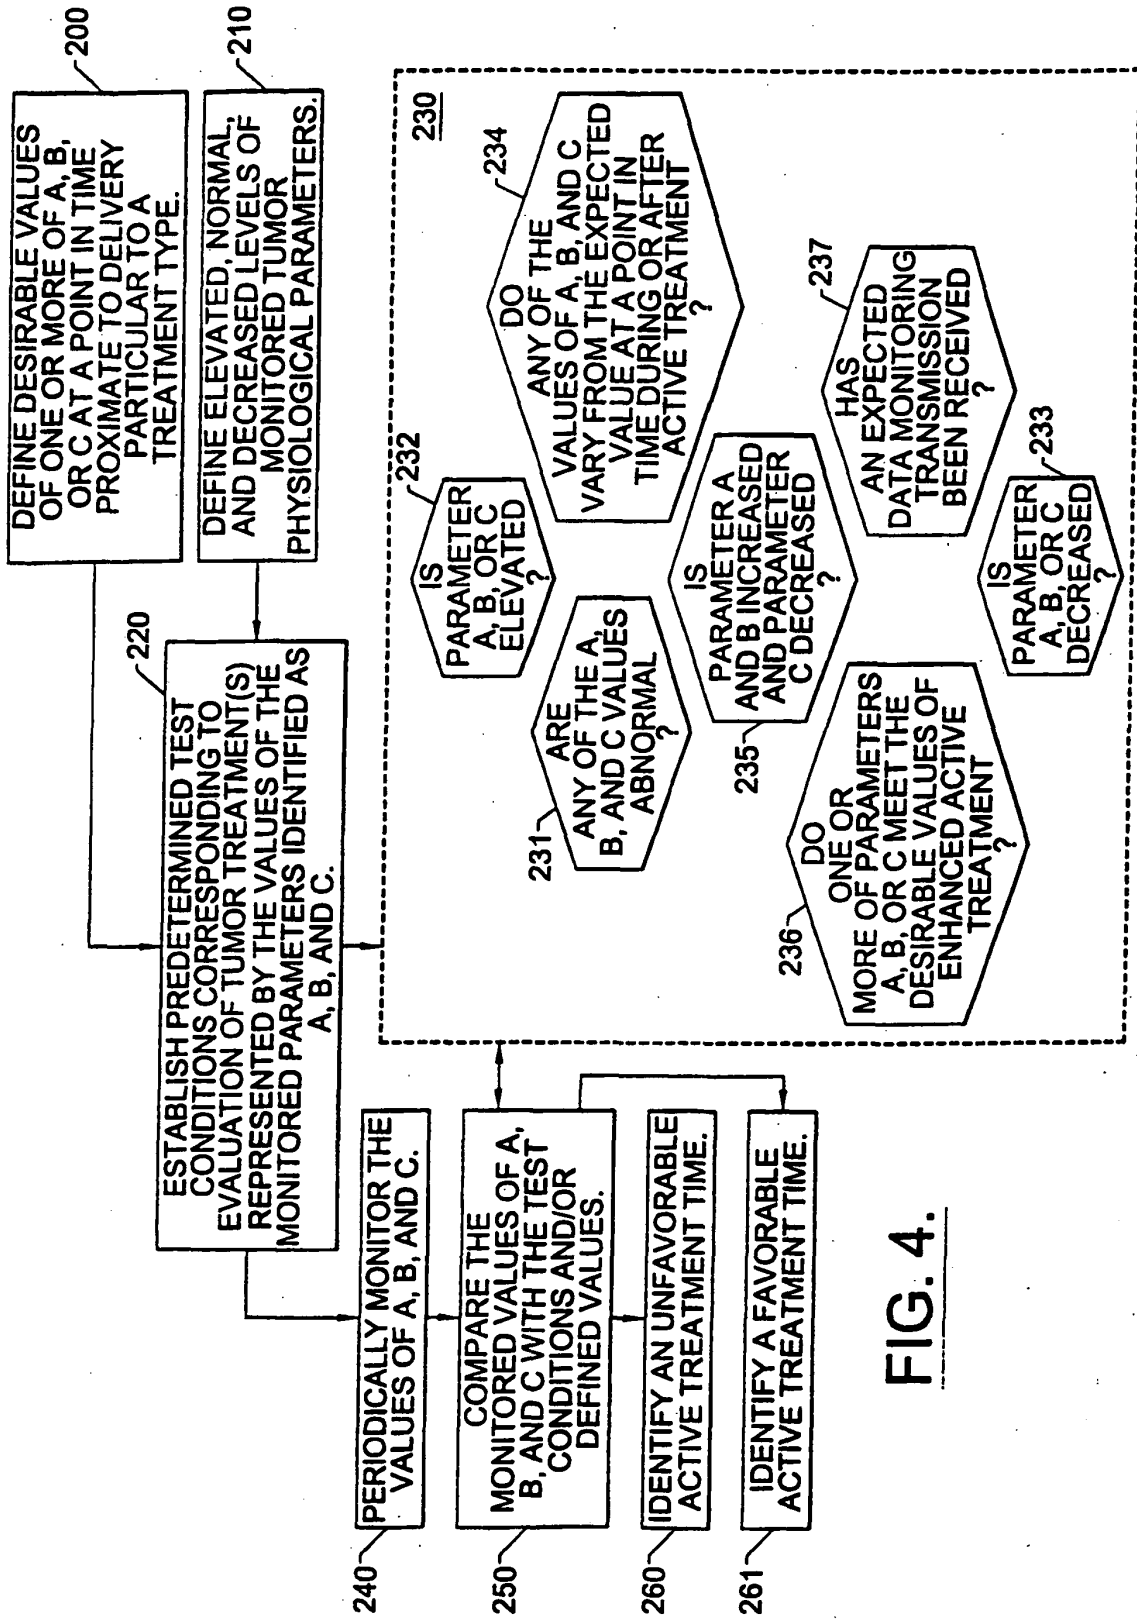 DEFINE DESIRABLE VALUES
OF ONE OR MORE OF A, B,
OR C AT A POINT IN TIME
PROXIMATE TO DELIVERY
PARTICULAR TO A
TREATMENT TYPE.
200
DEFINE ELEVATED, NORMAL,
AND DECREASED LEVELS OF
MONITORED TUMOR
PHYSIOLOGICAL PARAMETERS.
210
220
ESTABLISH PREDETERMINED TEST
CONDITIONS CORRESPONDING TO
EVALUATION OF TUMOR TREATMENT(S)
REPRESENTED BY THE VALUES OF THE
MONITORED PARAMETERS IDENTIFIED AS
A, B, AND C.
230
232
IS
PARAMETER
A, B, OR C
ELEVATED
?
234
DO
ANY OF THE
VALUES OF A, B, AND C
VARY FROM THE EXPECTED
VALUE AT A POINT IN
TIME DURING OR AFTER
ACTIVE TREATMENT
?
231
ARE
ANY OF THE A,
B, AND C VALUES
ABNORMAL
?
235
IS
PARAMETER A
AND B INCREASED
AND PARAMETER
C DECREASED
?
237
HAS
AN EXPECTED
DATA MONITORING
TRANSMISSION
BEEN RECEIVED
?
236
DO
ONE OR
MORE OF PARAMETERS
A, B, OR C MEET THE
DESIRABLE VALUES OF
ENHANCED ACTIVE
TREATMENT
?
233
IS
PARAMETER
A, B, OR C
DECREASED
?
240
PERIODICALLY MONITOR THE
VALUES OF A, B, AND C.
250
COMPARE THE
MONITORED VALUES OF A,
B, AND C WITH THE TEST
CONDITIONS AND/OR
DEFINED VALUES.
260
IDENTIFY AN UNFAVORABLE
ACTIVE TREATMENT TIME.
261
IDENTIFY A FAVORABLE
ACTIVE TREATMENT TIME.
FIG. 4.